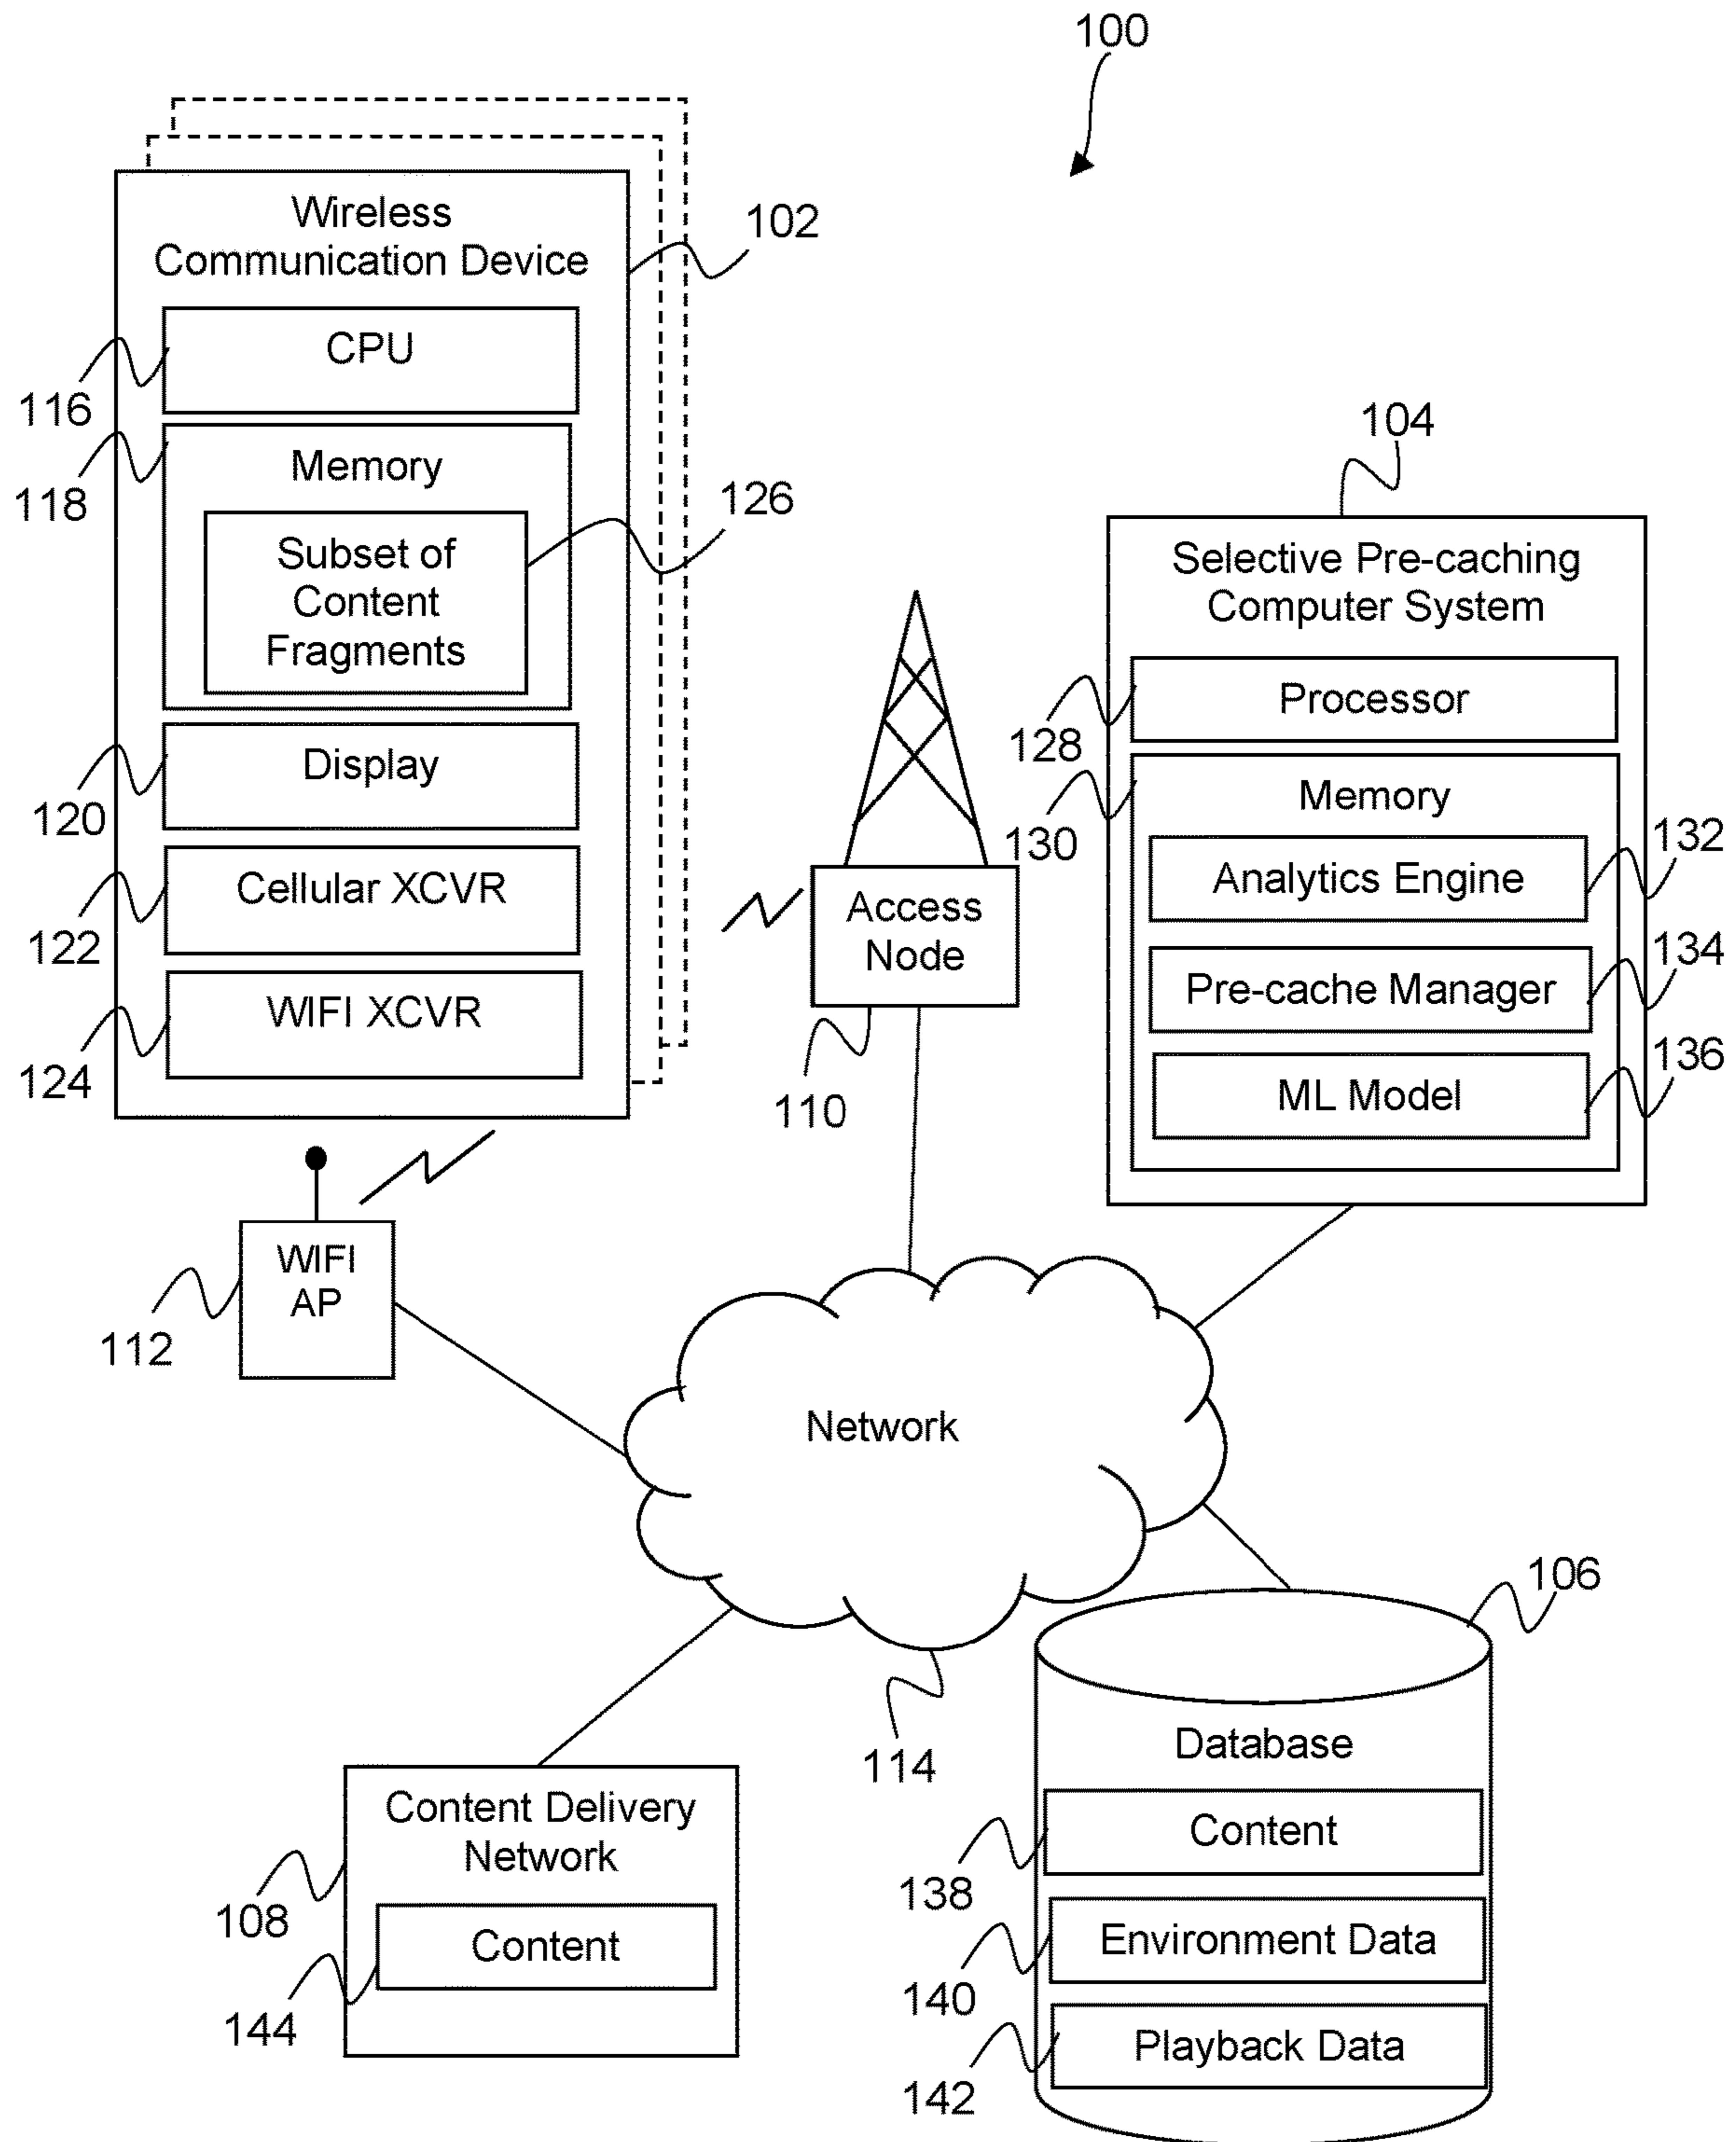 100
Wireless
Communication Device
102
CPU
116
Memory
118
Subset of
Content
Fragments
126
Display
120
Cellular XCVR
122
WIFI XCVR
124
104
Selective Pre-caching
Computer System
Processor
128
Memory
130
Analytics Engine
132
Pre-cache Manager
134
ML Model
136
Access
Node
110
WIFI
AP
112
Network
114
106
Database
Content
138
Environment Data
140
Playback Data
142
Content Delivery
Network
108
Content
144